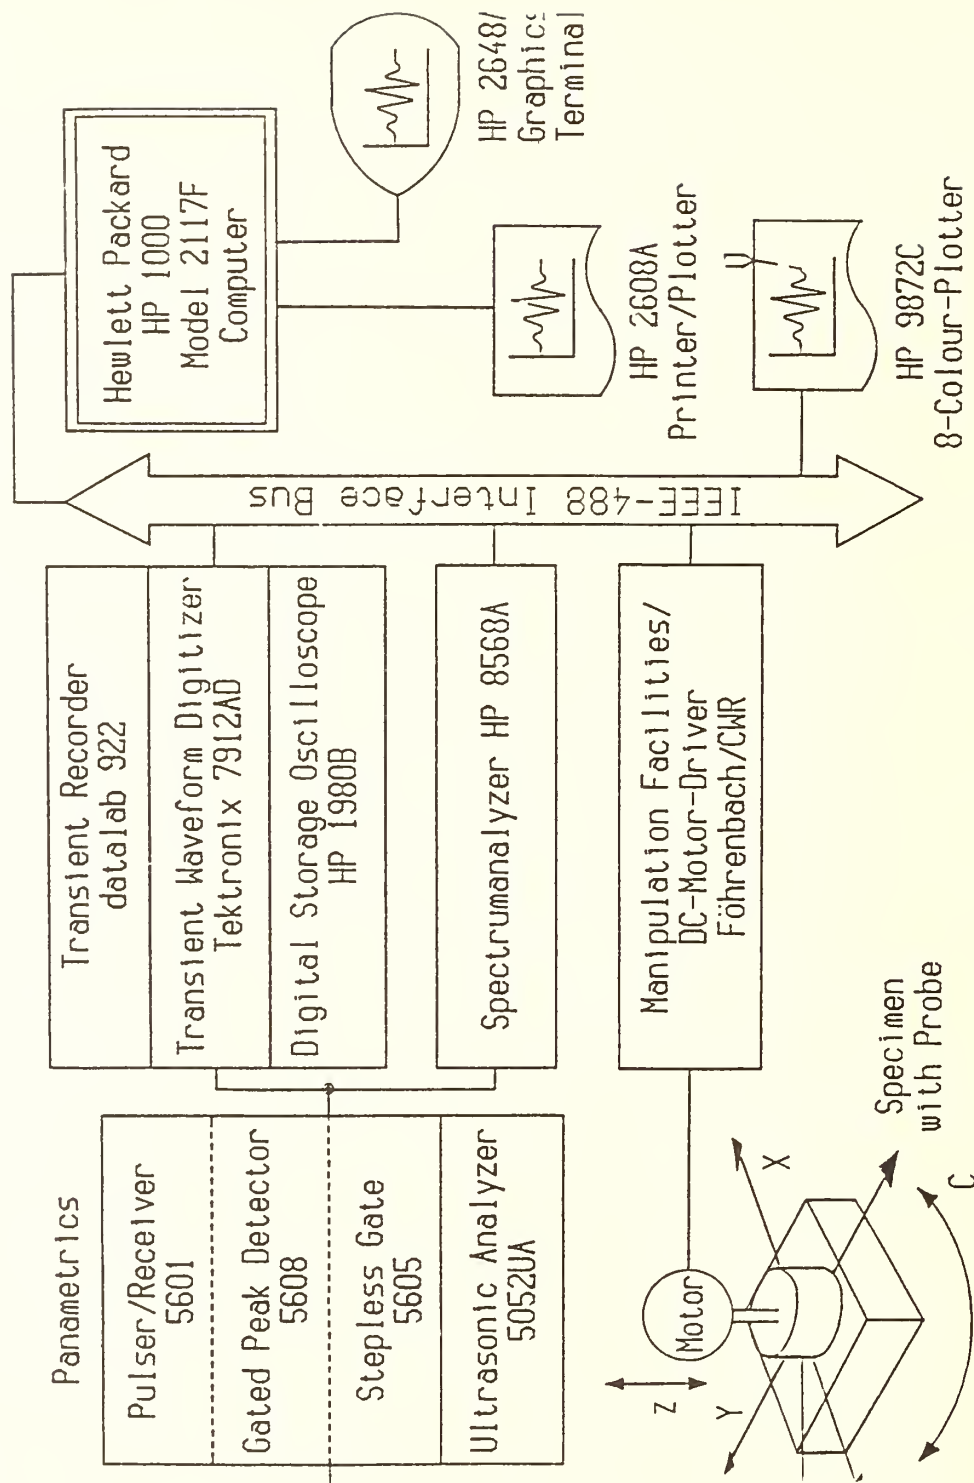 Panametrics
Pulser/Receiver
5601
Gated Peak Detector
5608
Stepless Gate
5605
Ultrasonic Analyzer
5052UA
Transient Recorder
datalab 922
Transient Waveform Digitizer
Tektronix 7912AD
Digital Storage Oscilloscope
HP 1980B
Spectrumanalyzer HP 8568A
Manipulation Facilities/
DC-Motor-Driver
Föhrenbach/CWR
IEEE-488 Interface Bus
Hewlett Packard
HP 1000
Model 2117F
Computer
HP 2648/
Graphics
Terminal
HP 2608A
Printer/Plotter
HP 9872C
8-Colour-Plotter
Motor
Z
Y
X
C
Specimen
with Probe